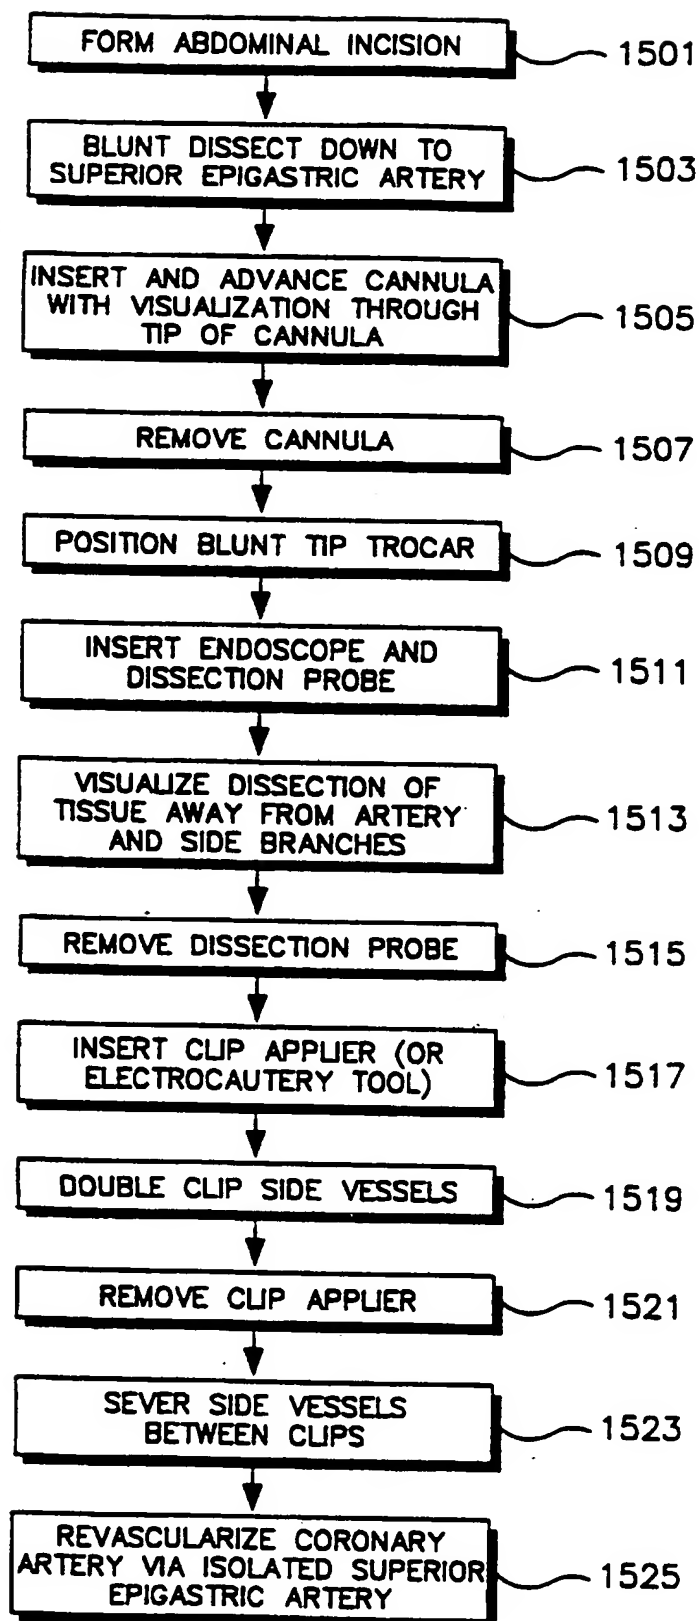 FORM ABDOMINAL INCISION
1501
BLUNT DISSECT DOWN TO
SUPERIOR EPIGASTRIC ARTERY
1503
INSERT AND ADVANCE CANNULA
WITH VISUALIZATION THROUGH
TIP OF CANNULA
1505
REMOVE CANNULA
1507
POSITION BLUNT TIP TROCAR
1509
INSERT ENDOSCOPE AND
DISSECTION PROBE
1511
VISUALIZE DISSECTION OF
TISSUE AWAY FROM ARTERY
AND SIDE BRANCHES
1513
REMOVE DISSECTION PROBE
1515
INSERT CLIP APPLIER (OR
ELECTROCAUTERY TOOL)
1517
DOUBLE CLIP SIDE VESSELS
1519
REMOVE CLIP APPLIER
1521
SEVER SIDE VESSELS
BETWEEN CLIPS
1523
REVASCULARIZE CORONARY
ARTERY VIA ISOLATED SUPERIOR
EPIGASTRIC ARTERY
1525